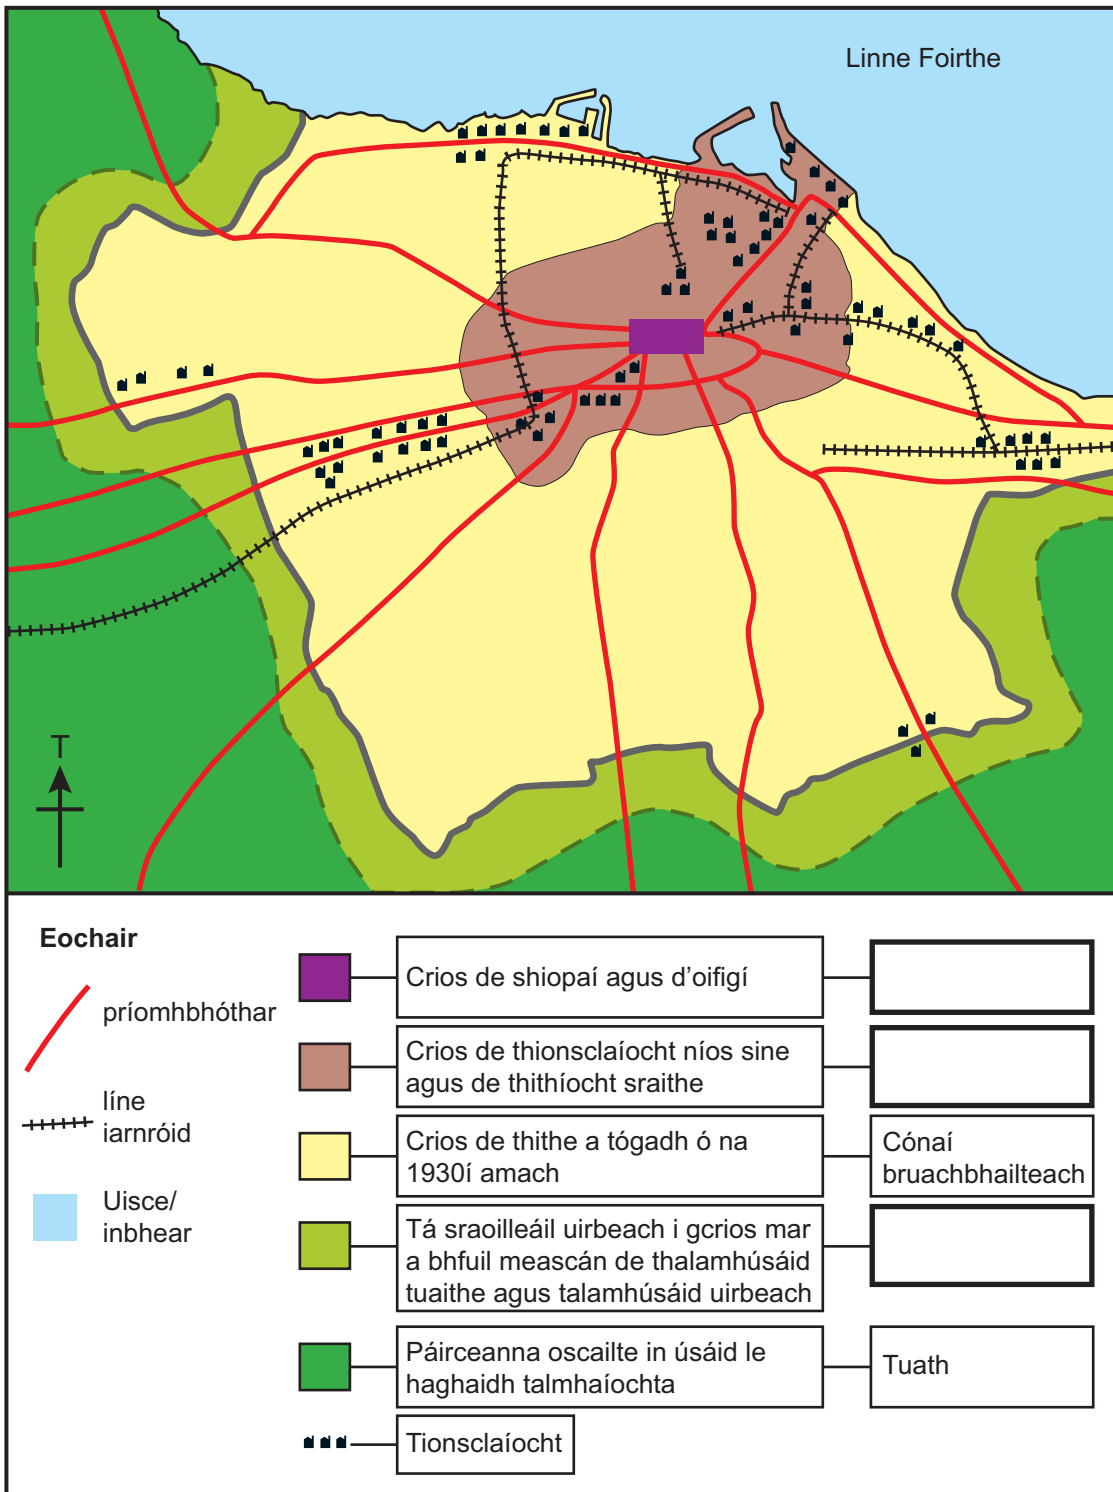 Linne Foirthe
T
Eochair
príomhbhóthar
líne
iarnróid
Uisce/
inbhear
Crios de shiopaí agus d’oifigí
Crios de thionsclaíocht níos sine
agus de thithíocht sraithe
Crios de thithe a tógadh ó na
1930í amach
Cónaí
bruachbhailteach
Tá sraoilleáil uirbeach i gcrios mar
a bhfuil meascán de thalamhúsáid
tuaithe agus talamhúsáid uirbeach
Páirceanna oscailte in úsáid le
haghaidh talmhaíochta
Tuath
Tionsclaíocht